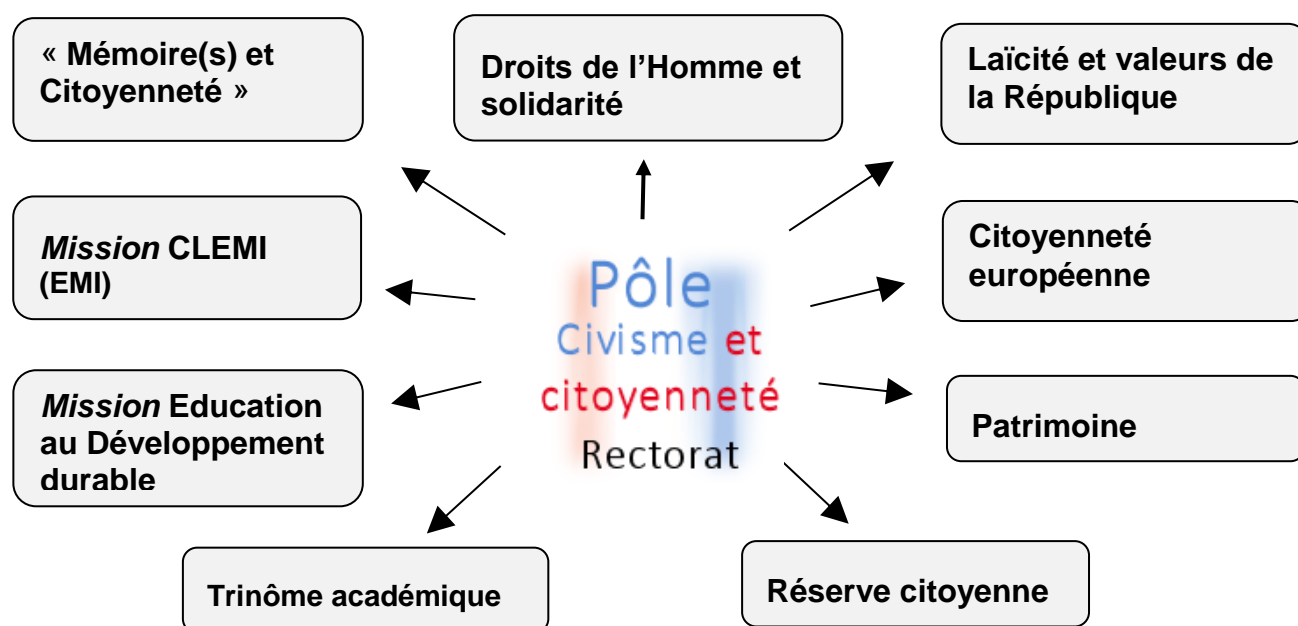 « Mémoire(s) et
Citoyenneté »
Droits de l’Homme et
solidarité
Laïcité et valeurs de
la République
Mission CLEMI
(EMI)
Citoyenneté
européenne
Pôle
Civisme et
citoyenneté
Rectorat
Mission Education
au Développement
durable
Patrimoine
Trinôme académique
Réserve citoyenne